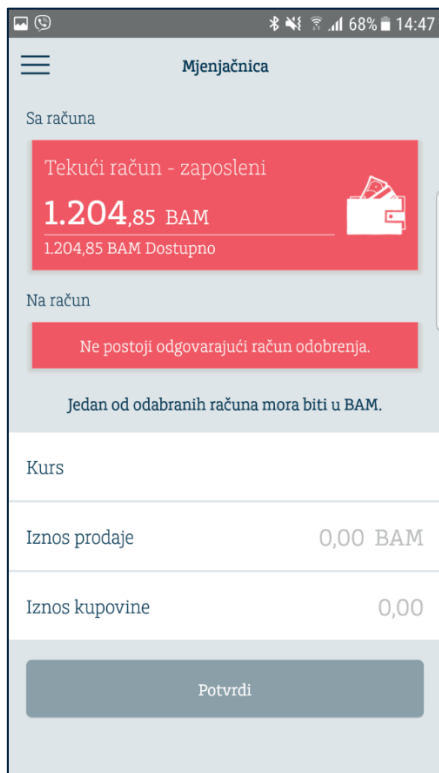 68% 14:47
Mjenjačnica
Sa računa
Tekući račun - zaposleni
1.204,85 BAM
1.204,85 BAM Dostupno
Na račun
Ne postoji odgovarajući račun odobrenja.
Jedan od odabranih računa mora biti u BAM.
Kurs
Iznos prodaje 0,00 BAM
Iznos kupovine 0,00
Potvrdi